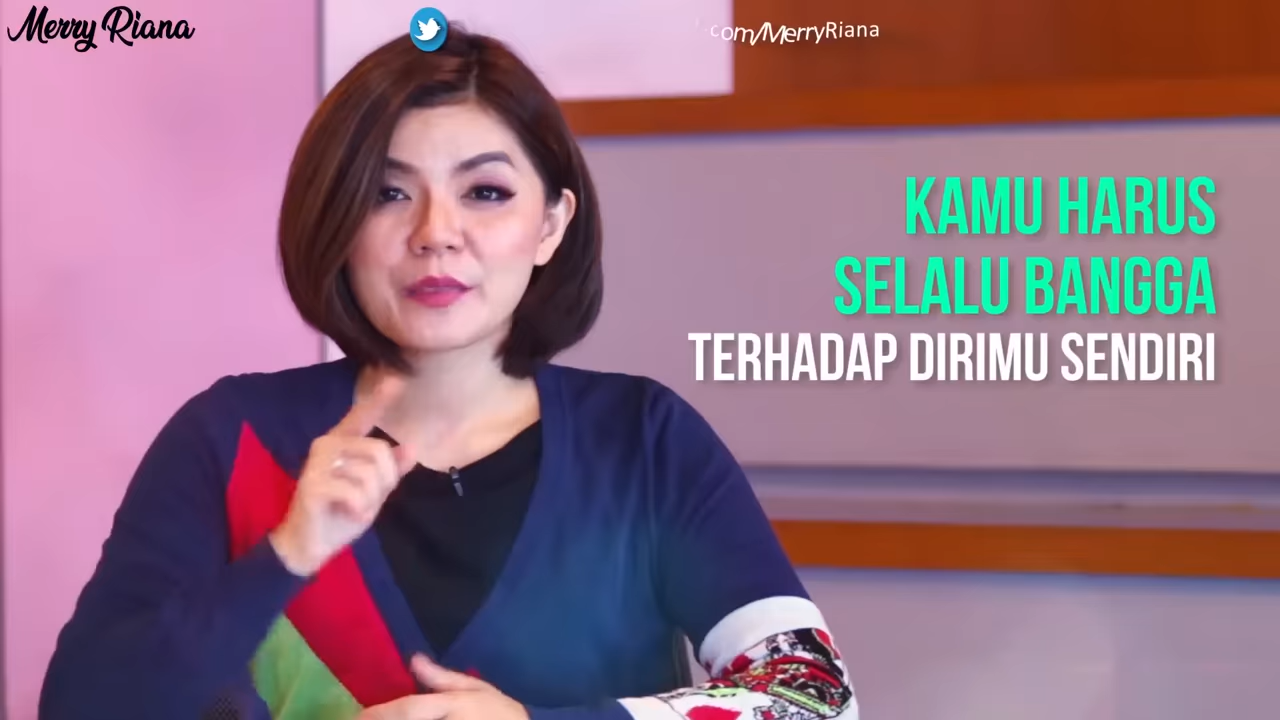 Merry Riana
com/MerryRiana
KAMU HARUS
SELALU BANGGA
TERHADAP DIRIMU SENDIRI